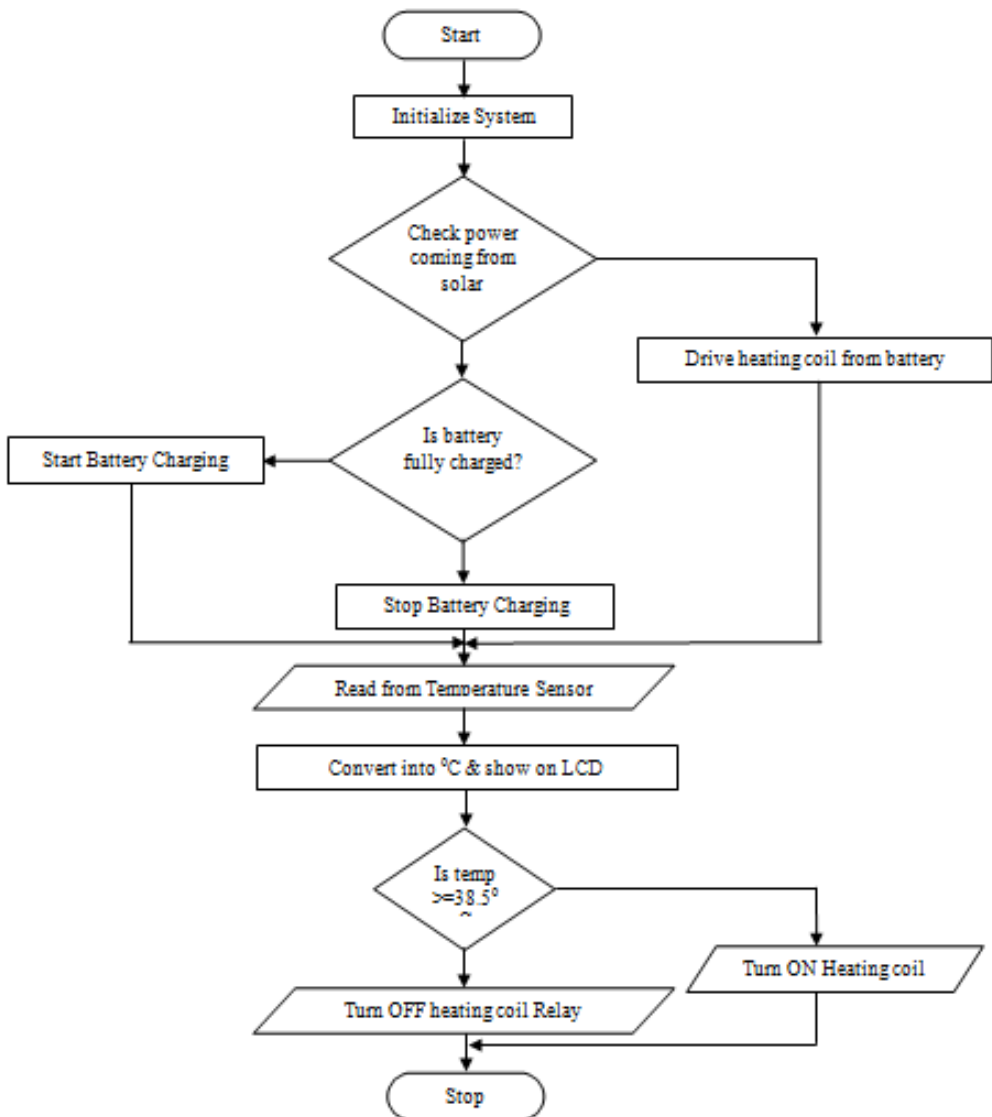 Start
Initialize System
Check power
coming from
solar
Drive heating coil from battery
Is battery
fully charged?
Start Battery Charging
Stop Battery Charging
Read from Temperature Sensor
Convert into ⁰C & show on LCD
Is temp
>=38.5⁰
Turn ON Heating coil
Turn OFF heating coil Relay
Stop